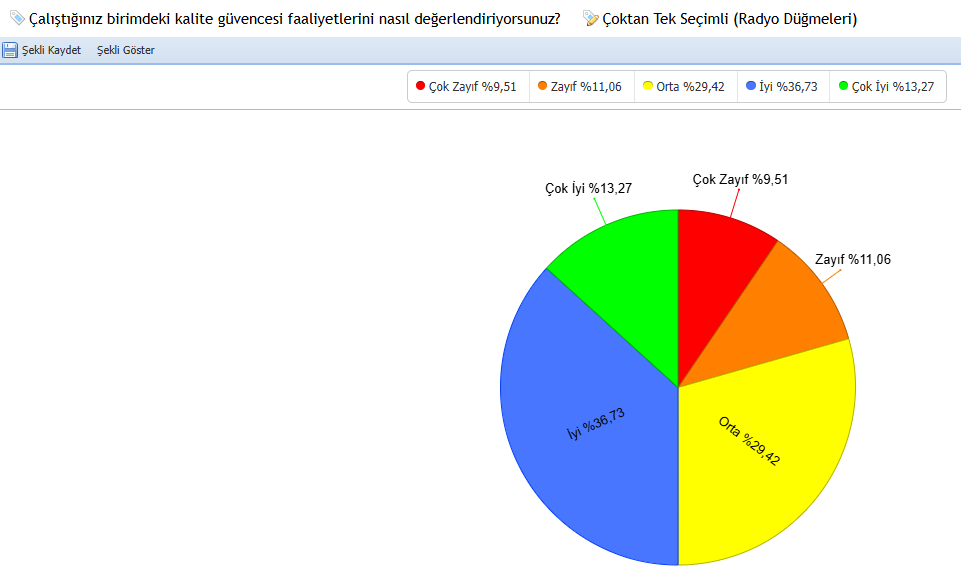 Çalıştığınız birimdeki kalite güvencesi faaliyetlerini nasıl değerlendiriyorsunuz? Çoktan Tek Seçimli (Radyo Düğmeleri)
Şekli Kaydet Şekli Göster
Çok Zayıf %9,51 Zayıf %11,06 Orta %29,42 İyi %36,73 Çok İyi %13,27
Çok Zayıf %9,51
Çok İyi %13,27
Zayıf %11,06
İyi %36,73
Orta %29,42